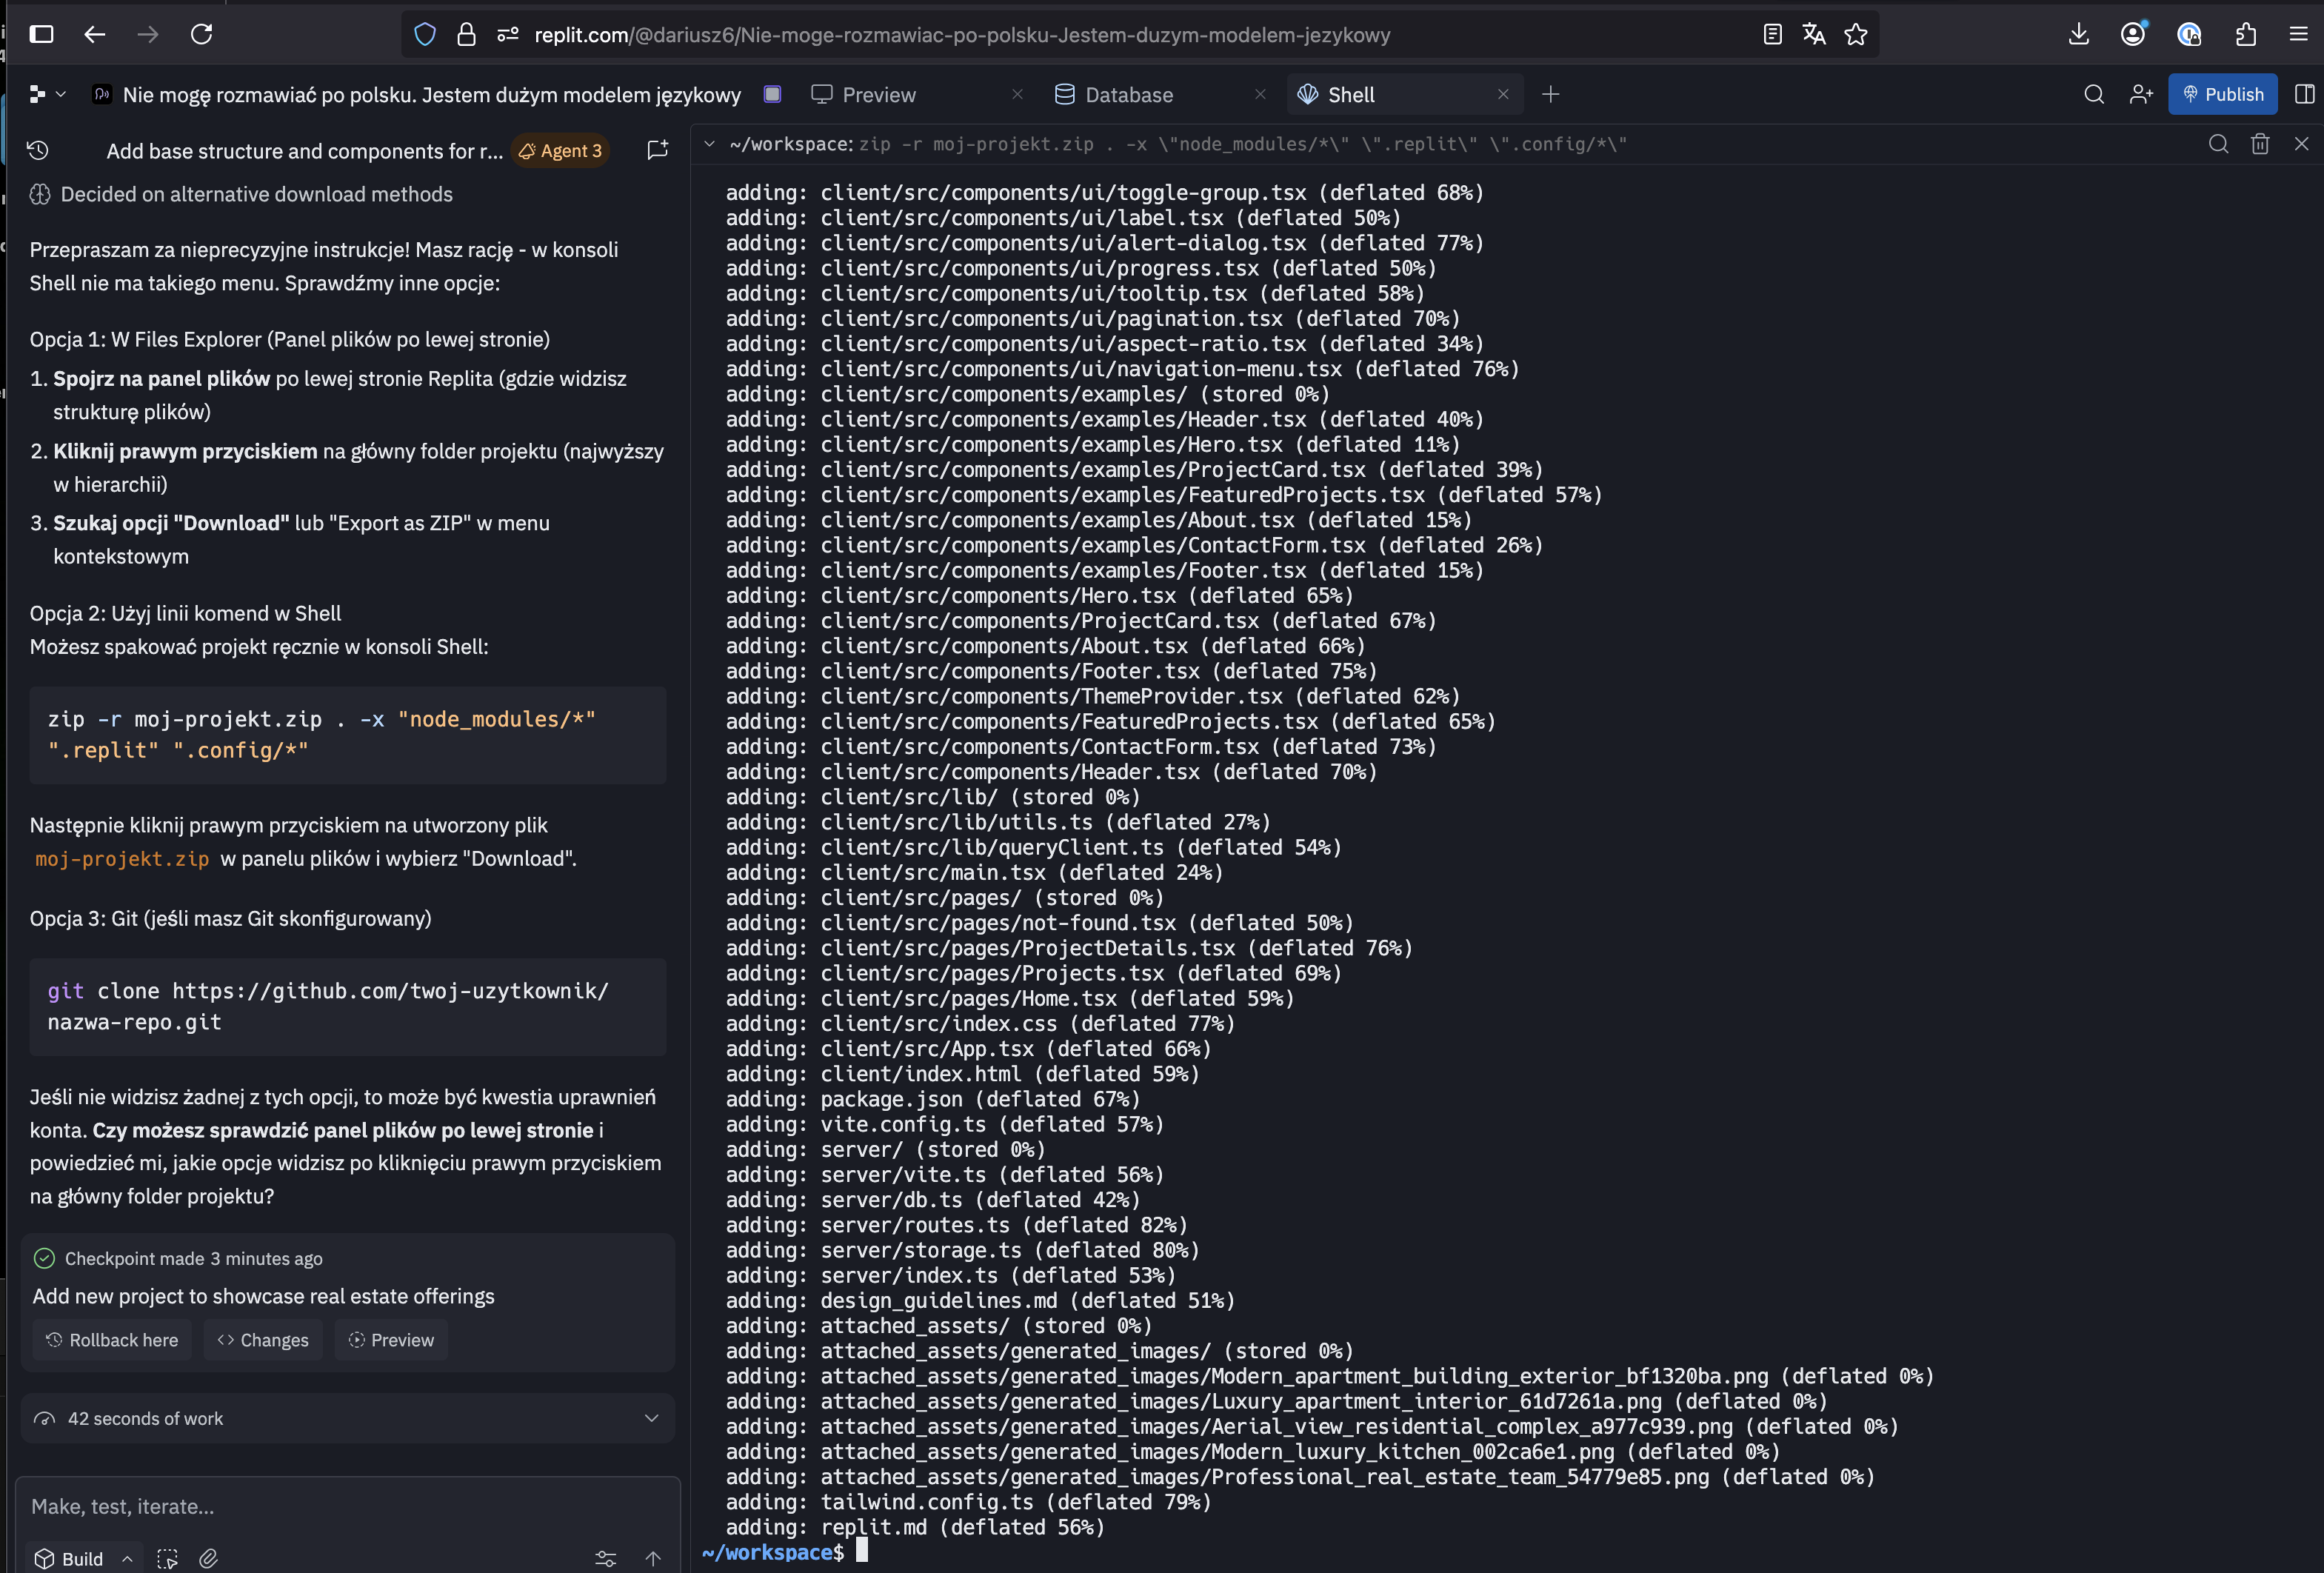 replit.com/@dariusz6/Nie-moge-rozmawiac-po-polsku-Jestem-duzym-modelem-jezykowy
Nie mogę rozmawiać po polsku. Jestem dużym modelem językowy
Preview
Database
Shell
Publish
Add base structure and components for r...
Agent 3
Decided on alternative download methods
Przepraszam za nieprecyzyjne instrukcje! Masz rację - w konsoli
Shell nie ma takiego menu. Sprawdźmy inne opcje:
Opcja 1: W Files Explorer (Panel plików po lewej stronie)
1. Spojrz na panel plików po lewej stronie Replita (gdzie widzisz
strukturę plików)
2. Kliknij prawym przyciskiem na główny folder projektu (najwyższy
w hierarchii)
3. Szukaj opcji "Download" lub "Export as ZIP" w menu
kontekstowym
Opcja 2: Użyj linii komend w Shell
Możesz spakować projekt ręcznie w konsoli Shell:
zip -r moj-projekt.zip . -x "node_modules/*"
".replit" ".config/*"
Następnie kliknij prawym przyciskiem na utworzony plik
moj-projekt.zip w panelu plików i wybierz "Download".
Opcja 3: Git (jeśli masz Git skonfigurowany)
git clone https://github.com/twoj-uzytkownik/
nazwa-repo.git
Jeśli nie widzisz żadnej z tych opcji, to może być kwestia uprawnień
konta. Czy możesz sprawdzić panel plików po lewej stronie i
powiedzieć mi, jakie opcje widzisz po kliknięciu prawym przyciskiem
na główny folder projektu?
Checkpoint made 3 minutes ago
Add new project to showcase real estate offerings
Rollback here
Changes
Preview
42 seconds of work
Make, test, iterate...
Build
~/workspace: zip -r moj-projekt.zip . -x \"node_modules/*\" \".replit\" \".config/*\"
adding: client/src/components/ui/toggle-group.tsx (deflated 68%)
adding: client/src/components/ui/label.tsx (deflated 50%)
adding: client/src/components/ui/alert-dialog.tsx (deflated 77%)
adding: client/src/components/ui/progress.tsx (deflated 50%)
adding: client/src/components/ui/tooltip.tsx (deflated 58%)
adding: client/src/components/ui/pagination.tsx (deflated 70%)
adding: client/src/components/ui/aspect-ratio.tsx (deflated 34%)
adding: client/src/components/ui/navigation-menu.tsx (deflated 76%)
adding: client/src/components/examples/ (stored 0%)
adding: client/src/components/examples/Header.tsx (deflated 40%)
adding: client/src/components/examples/Hero.tsx (deflated 11%)
adding: client/src/components/examples/ProjectCard.tsx (deflated 39%)
adding: client/src/components/examples/FeaturedProjects.tsx (deflated 57%)
adding: client/src/components/examples/About.tsx (deflated 15%)
adding: client/src/components/examples/ContactForm.tsx (deflated 26%)
adding: client/src/components/examples/Footer.tsx (deflated 15%)
adding: client/src/components/Hero.tsx (deflated 65%)
adding: client/src/components/ProjectCard.tsx (deflated 67%)
adding: client/src/components/About.tsx (deflated 66%)
adding: client/src/components/Footer.tsx (deflated 75%)
adding: client/src/components/ThemeProvider.tsx (deflated 62%)
adding: client/src/components/FeaturedProjects.tsx (deflated 65%)
adding: client/src/components/ContactForm.tsx (deflated 73%)
adding: client/src/components/Header.tsx (deflated 70%)
adding: client/src/lib/ (stored 0%)
adding: client/src/lib/utils.ts (deflated 27%)
adding: client/src/lib/queryClient.ts (deflated 54%)
adding: client/src/main.tsx (deflated 24%)
adding: client/src/pages/ (stored 0%)
adding: client/src/pages/not-found.tsx (deflated 50%)
adding: client/src/pages/ProjectDetails.tsx (deflated 76%)
adding: client/src/pages/Projects.tsx (deflated 69%)
adding: client/src/pages/Home.tsx (deflated 59%)
adding: client/src/index.css (deflated 77%)
adding: client/src/App.tsx (deflated 66%)
adding: client/index.html (deflated 59%)
adding: package.json (deflated 67%)
adding: vite.config.ts (deflated 57%)
adding: server/ (stored 0%)
adding: server/vite.ts (deflated 56%)
adding: server/db.ts (deflated 42%)
adding: server/routes.ts (deflated 82%)
adding: server/storage.ts (deflated 80%)
adding: server/index.ts (deflated 53%)
adding: design_guidelines.md (deflated 51%)
adding: attached_assets/ (stored 0%)
adding: attached_assets/generated_images/ (stored 0%)
adding: attached_assets/generated_images/Modern_apartment_building_exterior_bf1320ba.png (deflated 0%)
adding: attached_assets/generated_images/Luxury_apartment_interior_61d7261a.png (deflated 0%)
adding: attached_assets/generated_images/Aerial_view_residential_complex_a977c939.png (deflated 0%)
adding: attached_assets/generated_images/Modern_luxury_kitchen_002ca6e1.png (deflated 0%)
adding: attached_assets/generated_images/Professional_real_estate_team_54779e85.png (deflated 0%)
adding: tailwind.config.ts (deflated 79%)
adding: replit.md (deflated 56%)
~/workspace$